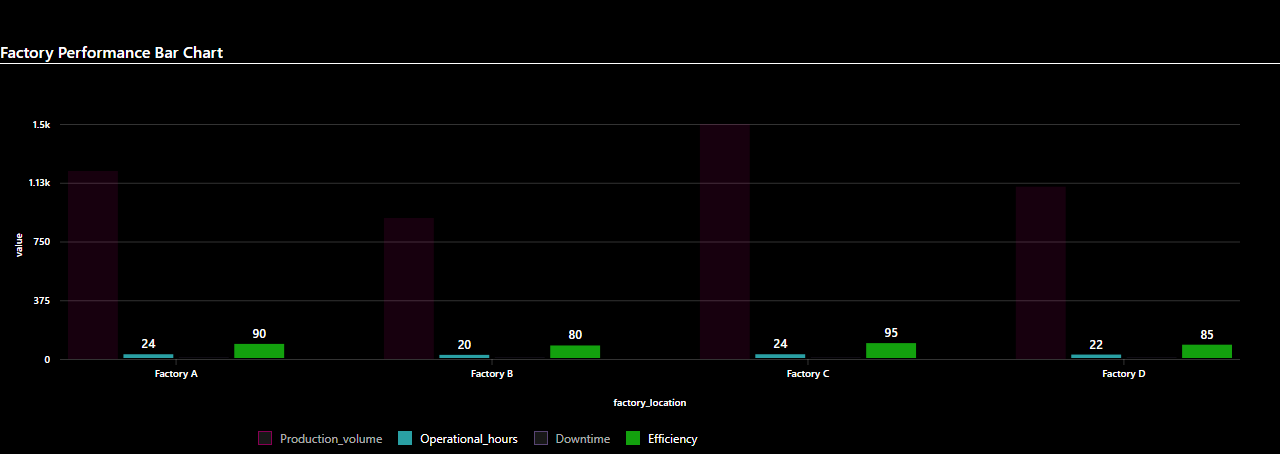 Factory Performance Bar Chart
1.5k
1.13k
750
375
0
value
24
90
20
80
24
95
22
85
Factory A
Factory B
Factory C
Factory D
factory_location
Production_volume
Operational_hours
Downtime
Efficiency